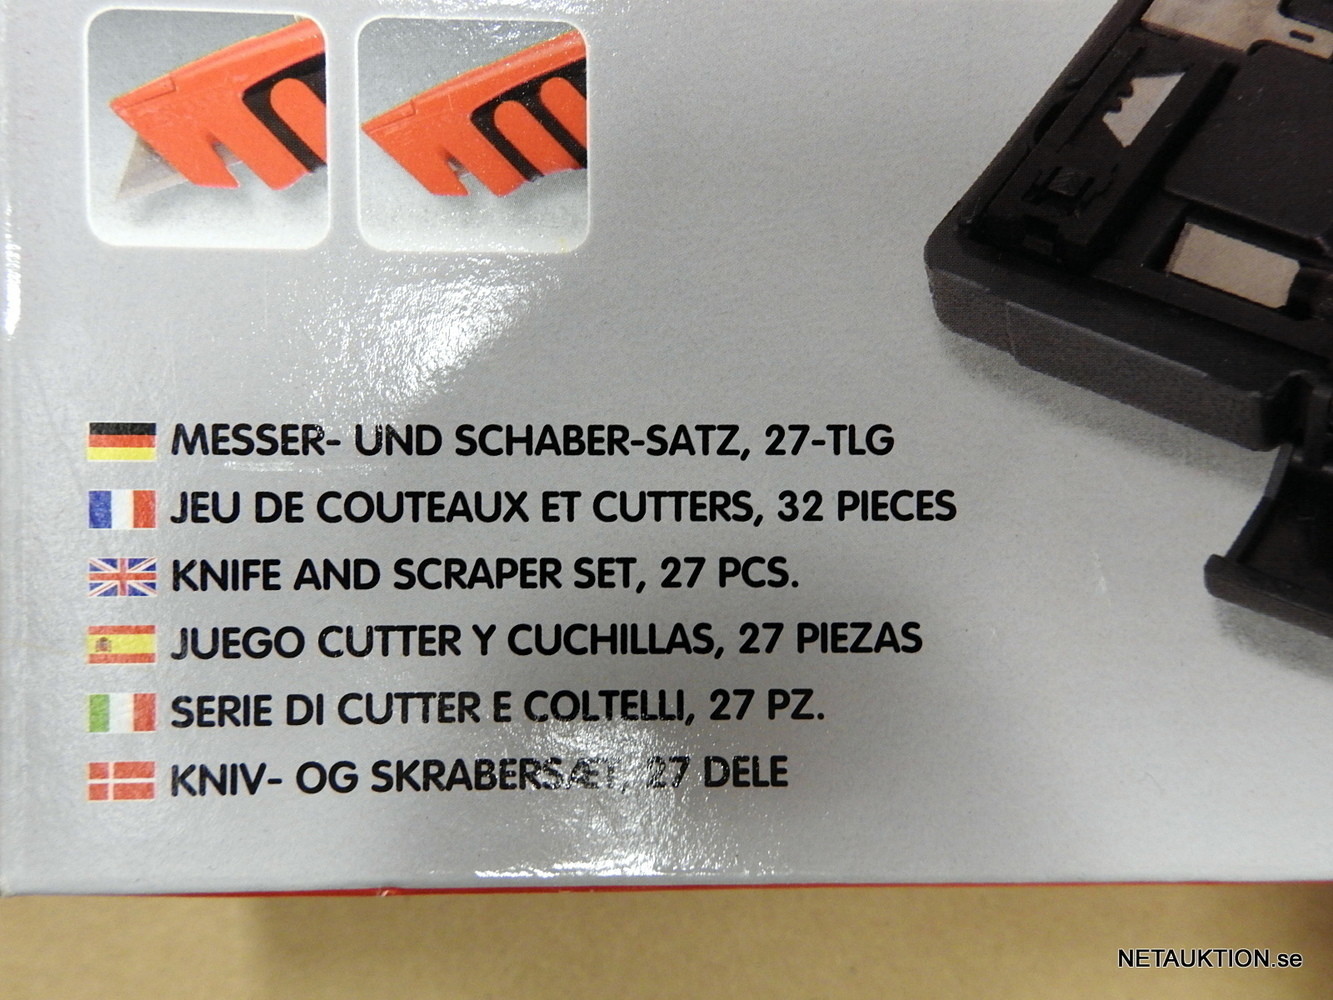 MESSER- UND SCHABER-SATZ, 27-TLG
JEU DE COUTEAUX ET CUTTERS, 32 PIECES
KNIFE AND SCRAPER SET, 27 PCS.
JUEGO CUTTER Y CUCHILLAS, 27 PIEZAS
SERIE DI CUTTER E COLTELLI, 27 PZ.
KNIV- OG SKRABERSÆT, 27 DELE
NETAUKTION.se